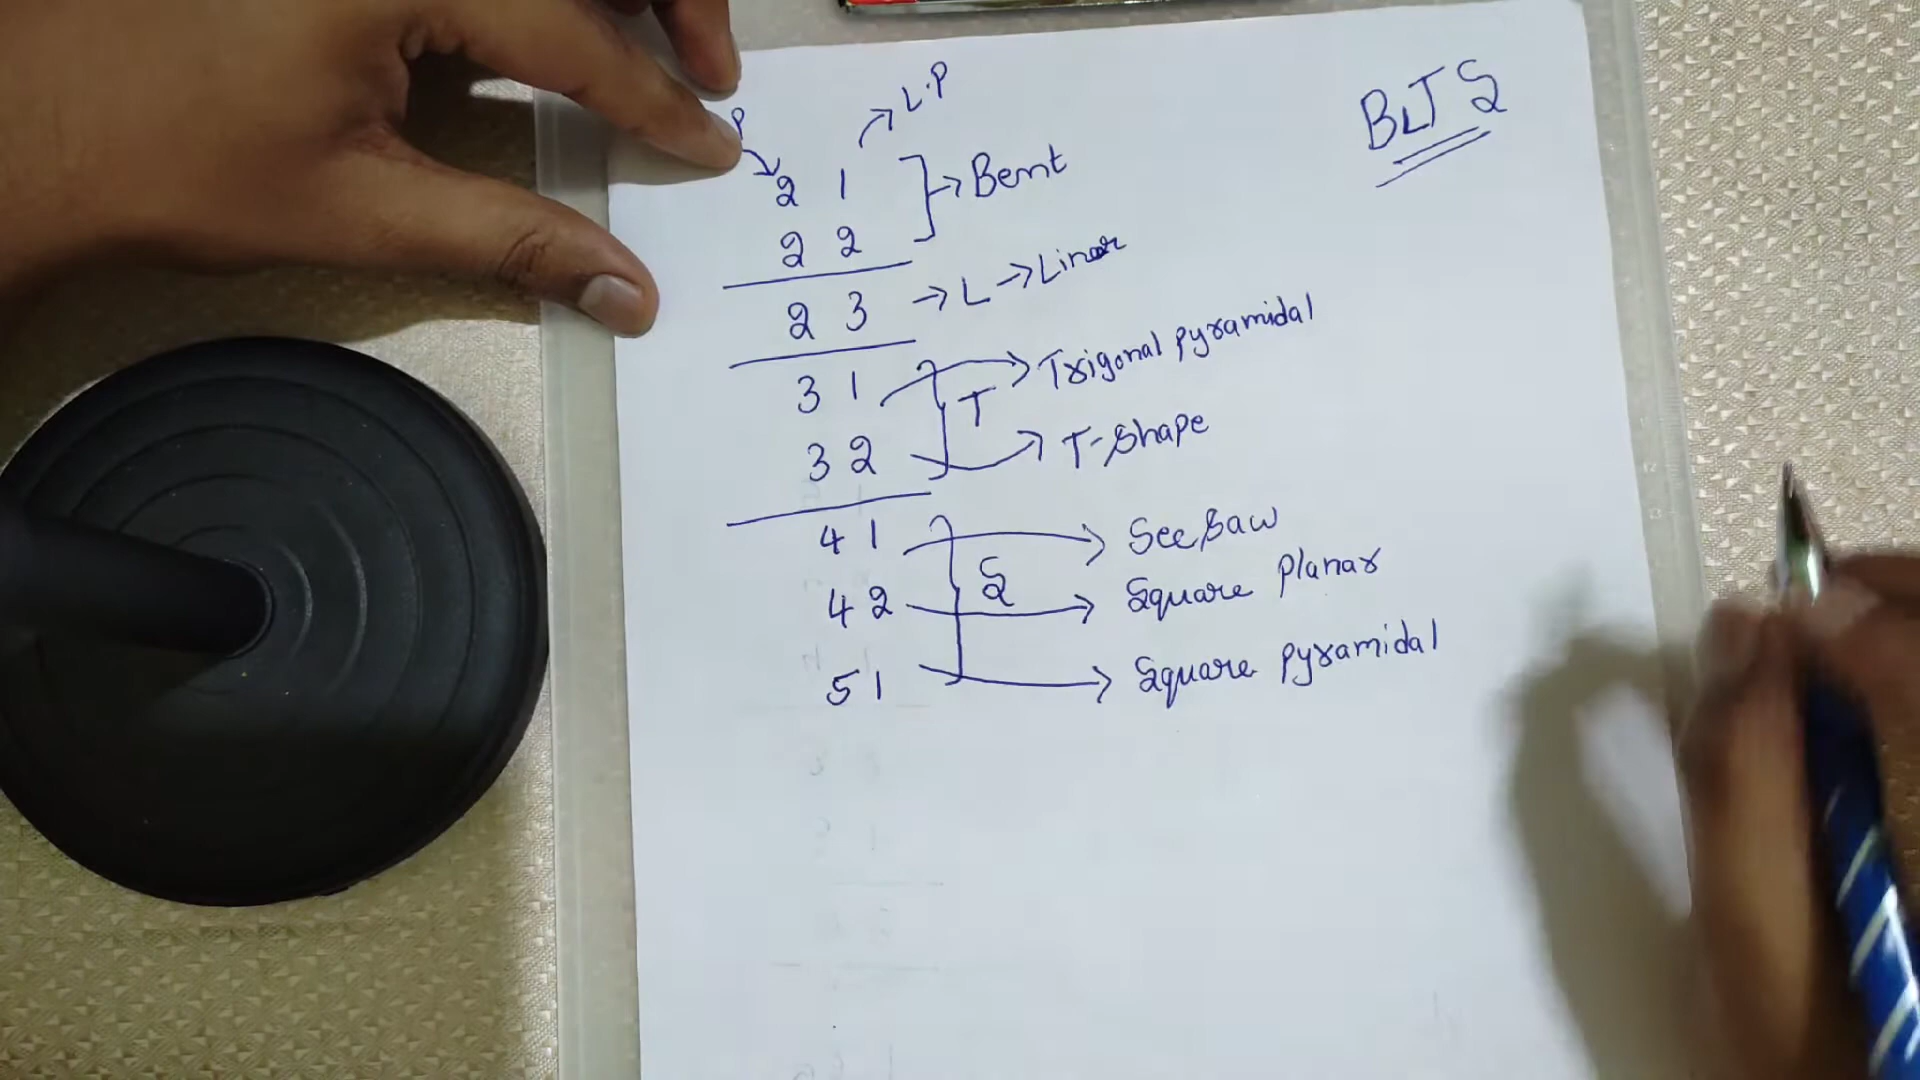 BLTS
P L.P
2 1
2 2 Bent
2 3 → L → Linar
3 1 Trigonal pyramidal
T
3 2 T-Shape
4 1 See Saw
4 2 S Square planar
5 1 Square pyramidal